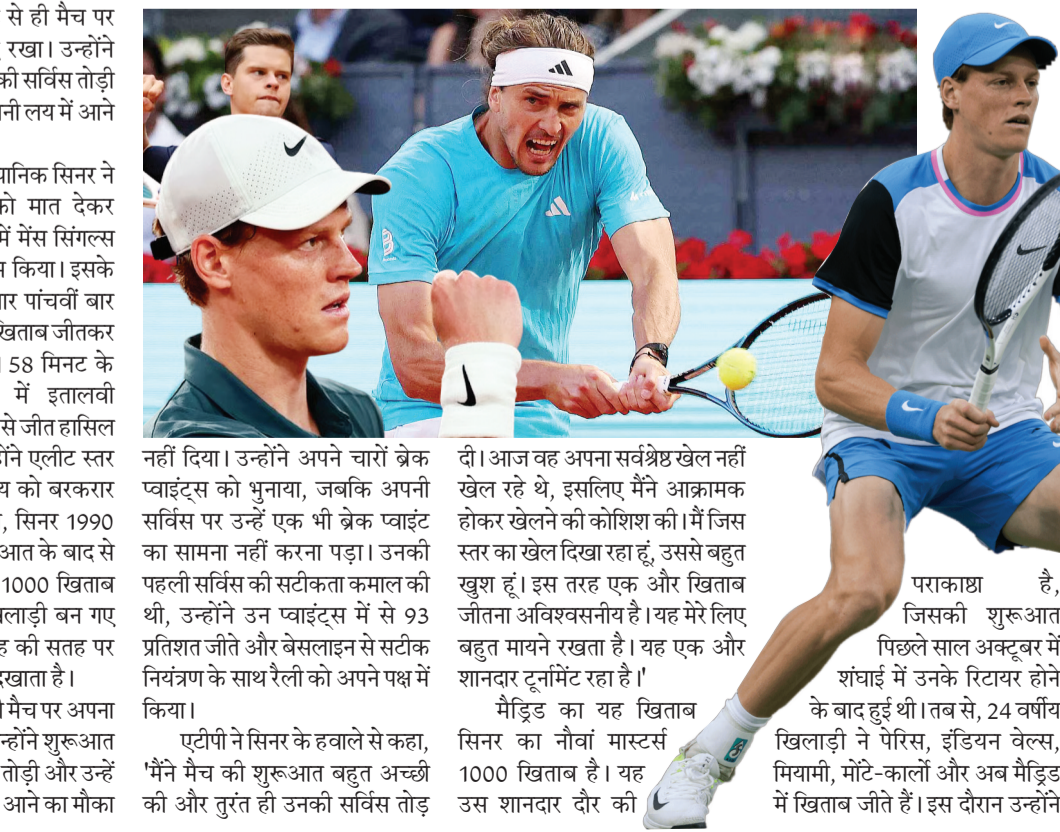 से ही मैच पर
रखा। उन्होंने
की सर्विस तोड़ी
लय में आने
सिनर ने
को मात देकर
में मेंस सिंगल्स
किया। इसके
पांचवीं बार
खिताब जीतकर
58 मिनट के
में इतालवी
से जीत हासिल
एलीट स्तर
को बरकरार
सिनर 1990
के बाद से
1000 खिताब
बन गए
की सतह पर
है।
मैच पर अपना
शुरूआत
तोड़ी और उन्हें
आने का मौका
नहीं दिया। उन्होंने अपने चारों ब्रेक
प्वाइंट्स को भुनाया, जबकि अपनी
सर्विस पर उन्हें एक भी ब्रेक प्वाइंट
का सामना नहीं करना पड़ा। उनकी
पहली सर्विस की सटीकता कमाल की
थी, उन्होंने उन प्वाइंट्स में से 93
प्रतिशत जीते और बेसलाइन से सटीक
नियंत्रण के साथ रैली को अपने पक्ष में
किया।
एटीपी ने सिनर के हवाले से कहा,
'मैंने मैच की शुरूआत बहुत अच्छी
की और तुरंत ही उनकी सर्विस तोड़
दी। आज वह अपना सर्वश्रेष्ठ खेल नहीं
खेल रहे थे, इसलिए मैंने आक्रामक
होकर खेलने की कोशिश की। मैं जिस
स्तर का खेल दिखा रहा हूं, उससे बहुत
खुश हूं। इस तरह एक और खिताब
जीतना अविश्वसनीय है। यह मेरे लिए
बहुत मायने रखता है। यह एक और
शानदार टूर्नामेंट रहा है।'
मैड्रिड का यह खिताब
सिनर का नौवां मास्टर्स
1000 खिताब है। यह
उस शानदार दौर की
पराकाष्ठा है,
जिसकी शुरूआत
पिछले साल अक्टूबर में
शंघाई में उनके रिटायर होने
के बाद हुई थी। तब से, 24 वर्षीय
खिलाड़ी ने पेरिस, इंडियन वेल्स,
मियामी, मोंटे-कार्लो और अब मैड्रिड
में खिताब जीते हैं। इस दौरान उन्होंने